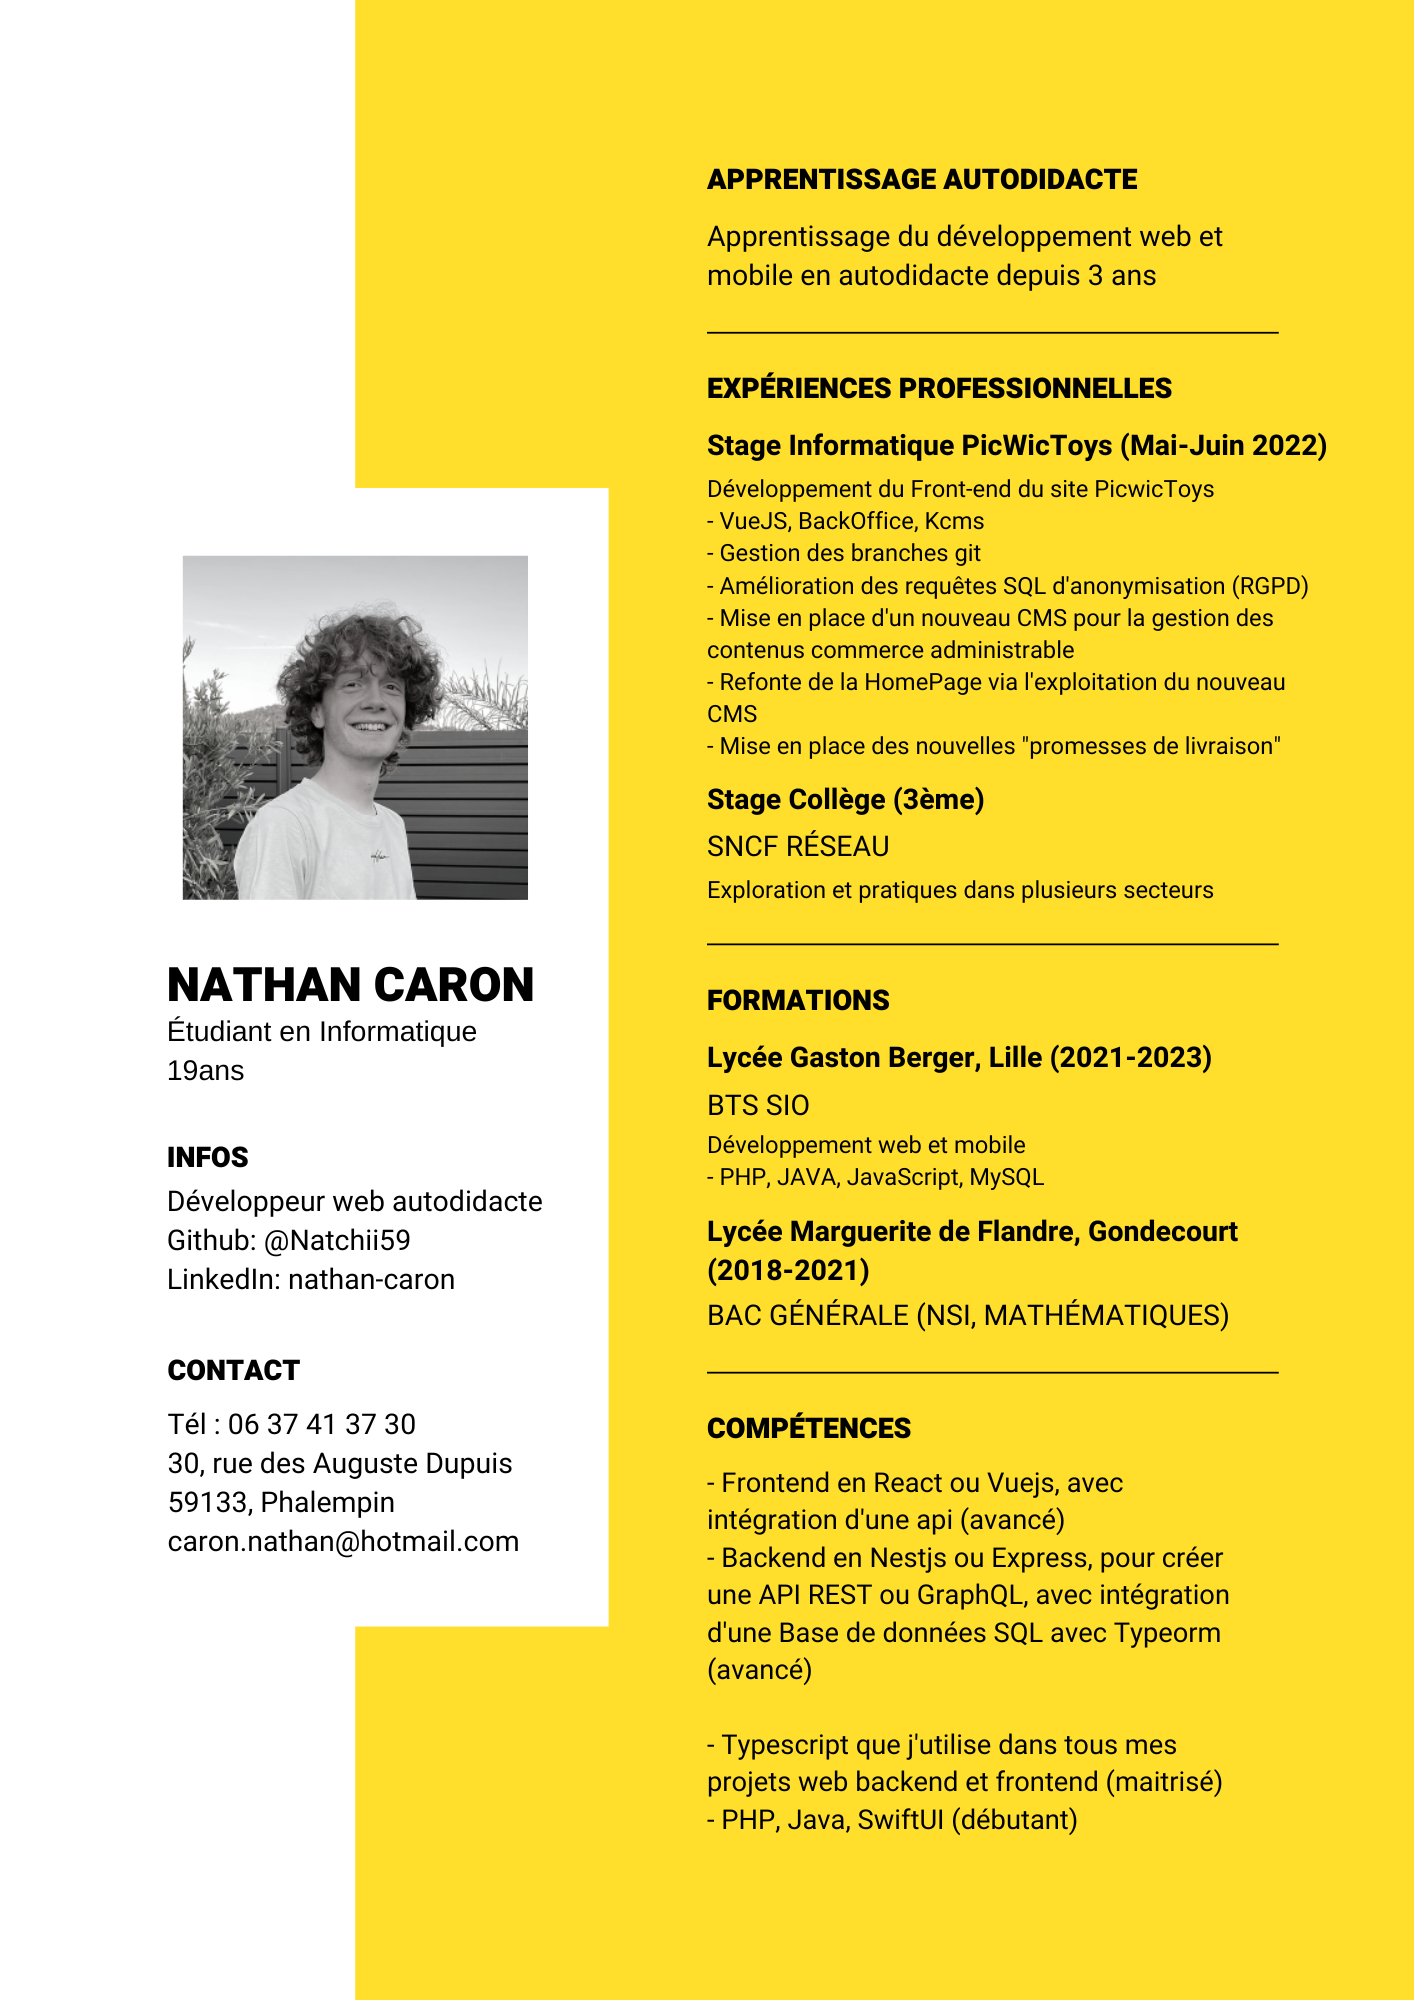 NATHAN CARON
Étudiant en Informatique
19ans
INFOS
Développeur web autodidacte
Github: @Natchii59
LinkedIn: nathan-caron
CONTACT
Tél : 06 37 41 37 30
30, rue des Auguste Dupuis
59133, Phalempin
caron.nathan@hotmail.com
APPRENTISSAGE AUTODIDACTE
Apprentissage du développement web et
mobile en autodidacte depuis 3 ans
EXPÉRIENCES PROFESSIONNELLES
Stage Informatique PicWicToys (Mai-Juin 2022)
Développement du Front-end du site PicwicToys
- VueJS, BackOffice, Kcms
- Gestion des branches git
- Amélioration des requêtes SQL d'anonymisation (RGPD)
- Mise en place d'un nouveau CMS pour la gestion des
contenus commerce administrable
- Refonte de la HomePage via l'exploitation du nouveau
CMS
- Mise en place des nouvelles "promesses de livraison"
Stage Collège (3ème)
SNCF RÉSEAU
Exploration et pratiques dans plusieurs secteurs
FORMATIONS
Lycée Gaston Berger, Lille (2021-2023)
BTS SIO
Développement web et mobile
- PHP, JAVA, JavaScript, MySQL
Lycée Marguerite de Flandre, Gondecourt
(2018-2021)
BAC GÉNÉRALE (NSI, MATHÉMATIQUES)
COMPÉTENCES
- Frontend en React ou Vuejs, avec
intégration d'une api (avancé)
- Backend en Nestjs ou Express, pour créer
une API REST ou GraphQL, avec intégration
d'une Base de données SQL avec Typeorm
(avancé)
- Typescript que j'utilise dans tous mes
projets web backend et frontend (maitrisé)
- PHP, Java, SwiftUI (débutant)